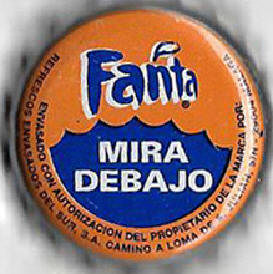 Fanta
MIRA
DEBAJO
ENVASADO CON AUTORIZACION DEL PROPIETARIO DE LA MARCA POR:
REFRESCOS ENVASADOS DEL SUR, S.A. CAMINO A LOMA DE